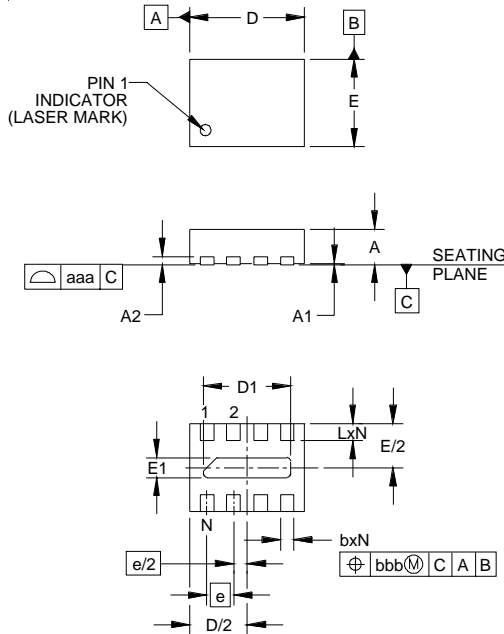 A D B
PIN 1
INDICATOR
(LASER MARK)
E
A
SEATING
PLANE
aaa C
A2 A1 C
D1
1 2
LxN
E/2
E1
N
bxN
e/2
⌖ bbbⓂ C A B
e
D/2